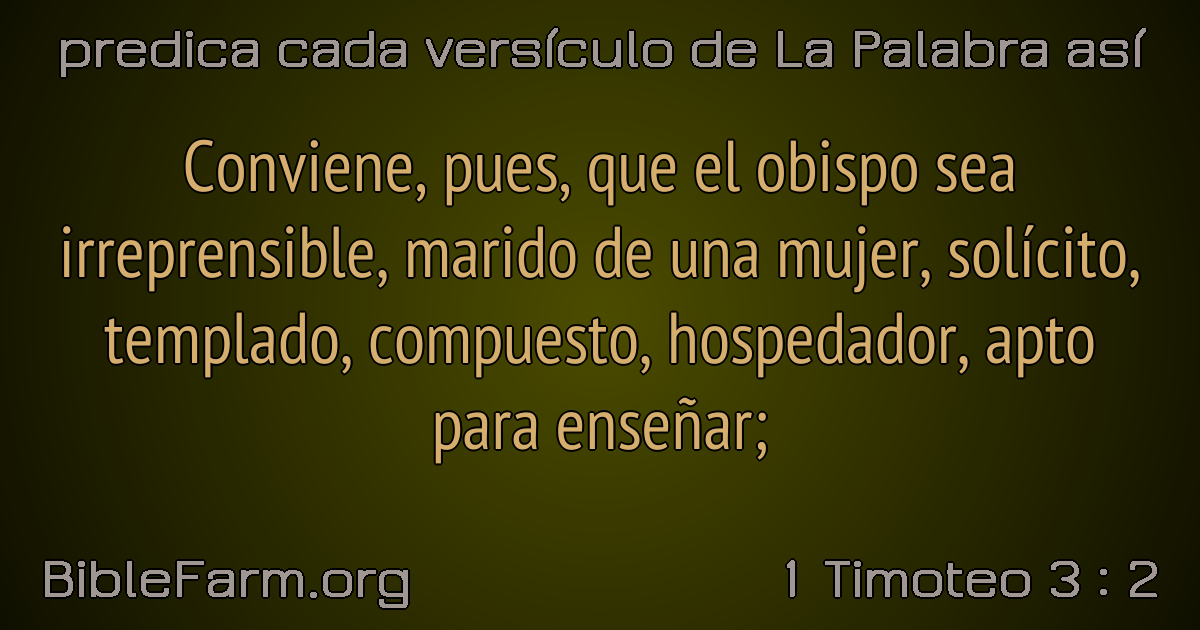 predica cada versículo de La Palabra así
Conviene, pues, que el obispo sea
irreprensible, marido de una mujer, solícito,
templado, compuesto, hospedador, apto
para enseñar;
BibleFarm.org
1 Timoteo 3 : 2